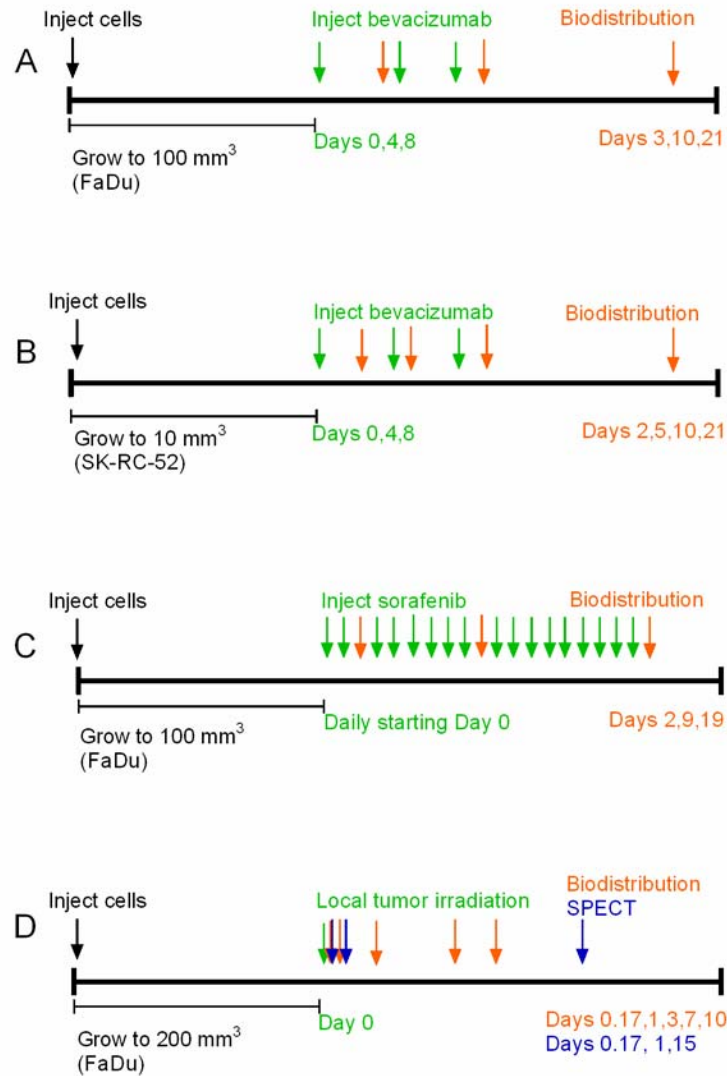 Inject cells Inject bevacizumab Biodistribution
A
Days 0,4,8 Days 3,10,21
Grow to 100 mm³
(FaDu)
Inject cells Inject bevacizumab Biodistribution
B
Days 0,4,8 Days 2,5,10,21
Grow to 10 mm³
(SK-RC-52)
Inject cells Inject sorafenib Biodistribution
C
Daily starting Day 0 Days 2,9,19
Grow to 100 mm³
(FaDu)
Biodistribution
Inject cells Local tumor irradiation SPECT
D
Day 0 Days 0.17,1,3,7,10
Grow to 200 mm³ Days 0.17, 1,15
(FaDu)